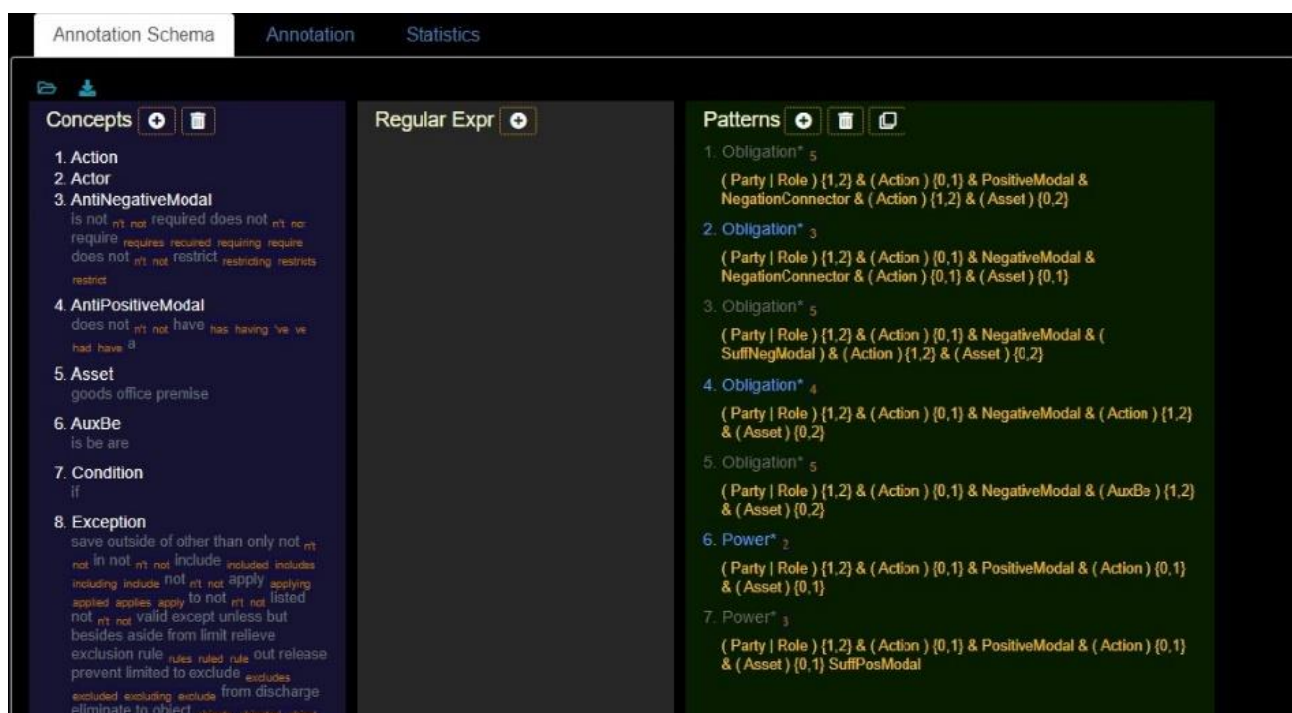 Annotation Schema Annotation Statistics
Concepts
1. Action
2. Actor
3. AntiNegativeModal
is not n't not required does not n't not
require requires required requiring require
does not n't not restrict restricting restricts
restrict
4. AntiPositiveModal
does not n't not have has having 've ve
had have a
5. Asset
goods office premise
6. AuxBe
is be are
7. Condition
if
8. Exception
save outside of other than only not n't
not in not n't not include included includes
including include not n't not apply applying
applied applies apply to not n't not listed
not n't not valid except unless but
besides aside from limit relieve
exclusion rule rules ruled rule out release
prevent limited to exclude excludes
excluded excluding exclude from discharge
eliminate to object
Regular Expr
Patterns
1. Obligation* 5
( Party | Role ) {1,2} & ( Action ) {0,1} & PositiveModal &
NegationConnector & ( Action ) {1,2} & ( Asset ) {0,2}
2. Obligation* 3
( Party | Role ) {1,2} & ( Action ) {0,1} & NegativeModal &
NegationConnector & ( Action ) {0,1} & ( Asset ) {0,1}
3. Obligation* 5
( Party | Role ) {1,2} & ( Action ) {0,1} & NegativeModal & (
SuffNegModal ) & ( Action ) {1,2} & ( Asset ) {0,2}
4. Obligation* 4
( Party | Role ) {1,2} & ( Action ) {0,1} & NegativeModal & ( Action ) {1,2}
& ( Asset ) {0,2}
5. Obligation* 5
( Party | Role ) {1,2} & ( Action ) {0,1} & NegativeModal & ( AuxBe ) {1,2}
& ( Asset ) {0,2}
6. Power* 2
( Party | Role ) {1,2} & ( Action ) {0,1} & PositiveModal & ( Action ) {0,1}
& ( Asset ) {0,1}
7. Power* 3
( Party | Role ) {1,2} & ( Action ) {0,1} & PositiveModal & ( Action ) {0,1}
& ( Asset ) {0,1} SuffPosModal